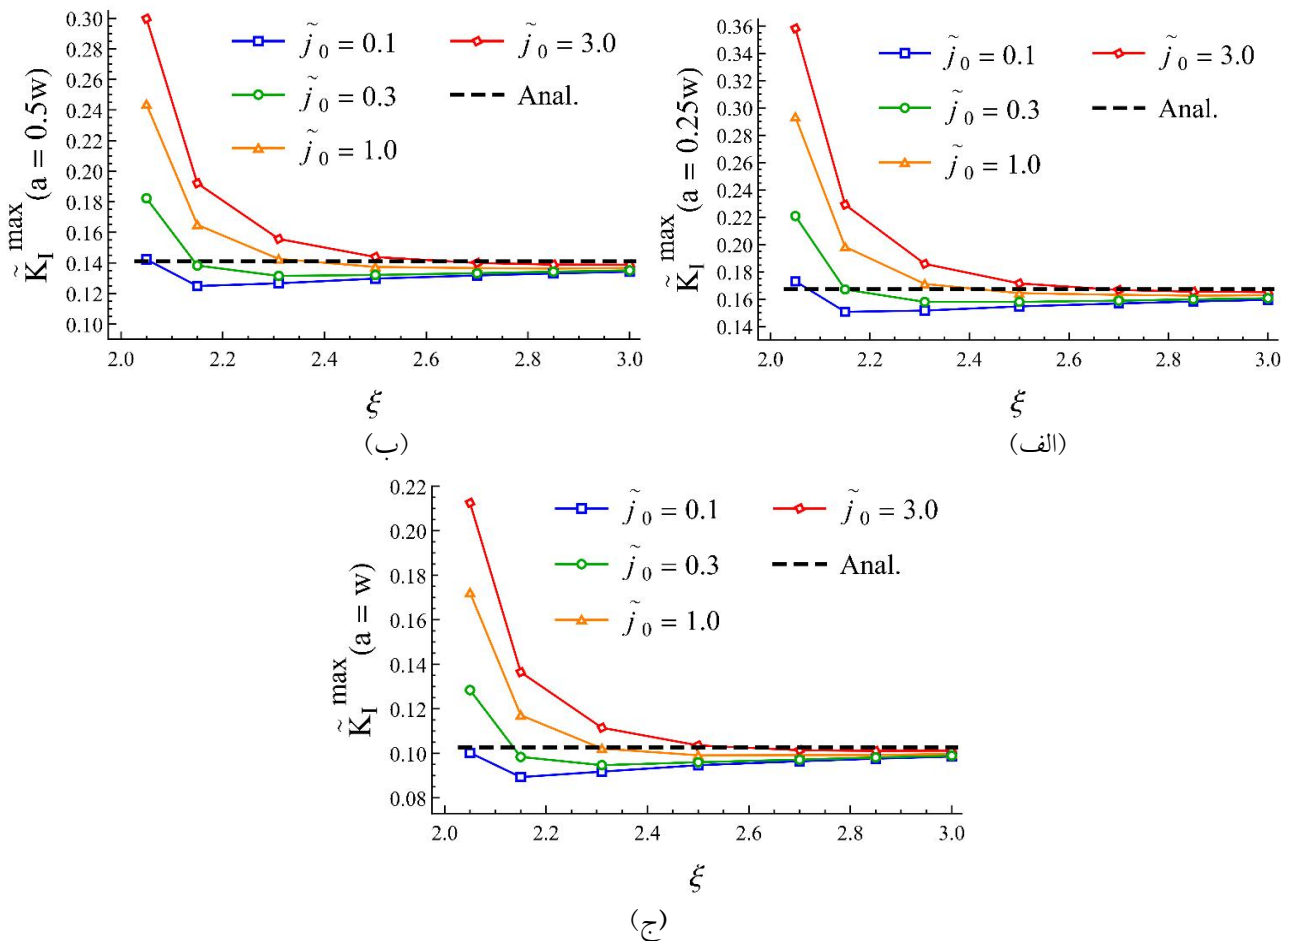 K̃_I^max (a = 0.5w)
0.30
0.28
0.26
0.24
0.22
0.20
0.18
0.16
0.14
0.12
0.10
j̃_0 = 0.1
j̃_0 = 3.0
j̃_0 = 0.3
Anal.
j̃_0 = 1.0
2.0 2.2 2.4 2.6 2.8 3.0
ξ
(ب)
K̃_I^max (a = 0.25w)
0.36
0.34
0.32
0.30
0.28
0.26
0.24
0.22
0.20
0.18
0.16
0.14
j̃_0 = 0.1
j̃_0 = 3.0
j̃_0 = 0.3
Anal.
j̃_0 = 1.0
2.0 2.2 2.4 2.6 2.8 3.0
ξ
(الف)
K̃_I^max (a = w)
0.22
0.20
0.18
0.16
0.14
0.12
0.10
0.08
j̃_0 = 0.1
j̃_0 = 3.0
j̃_0 = 0.3
Anal.
j̃_0 = 1.0
2.0 2.2 2.4 2.6 2.8 3.0
ξ
(ج)